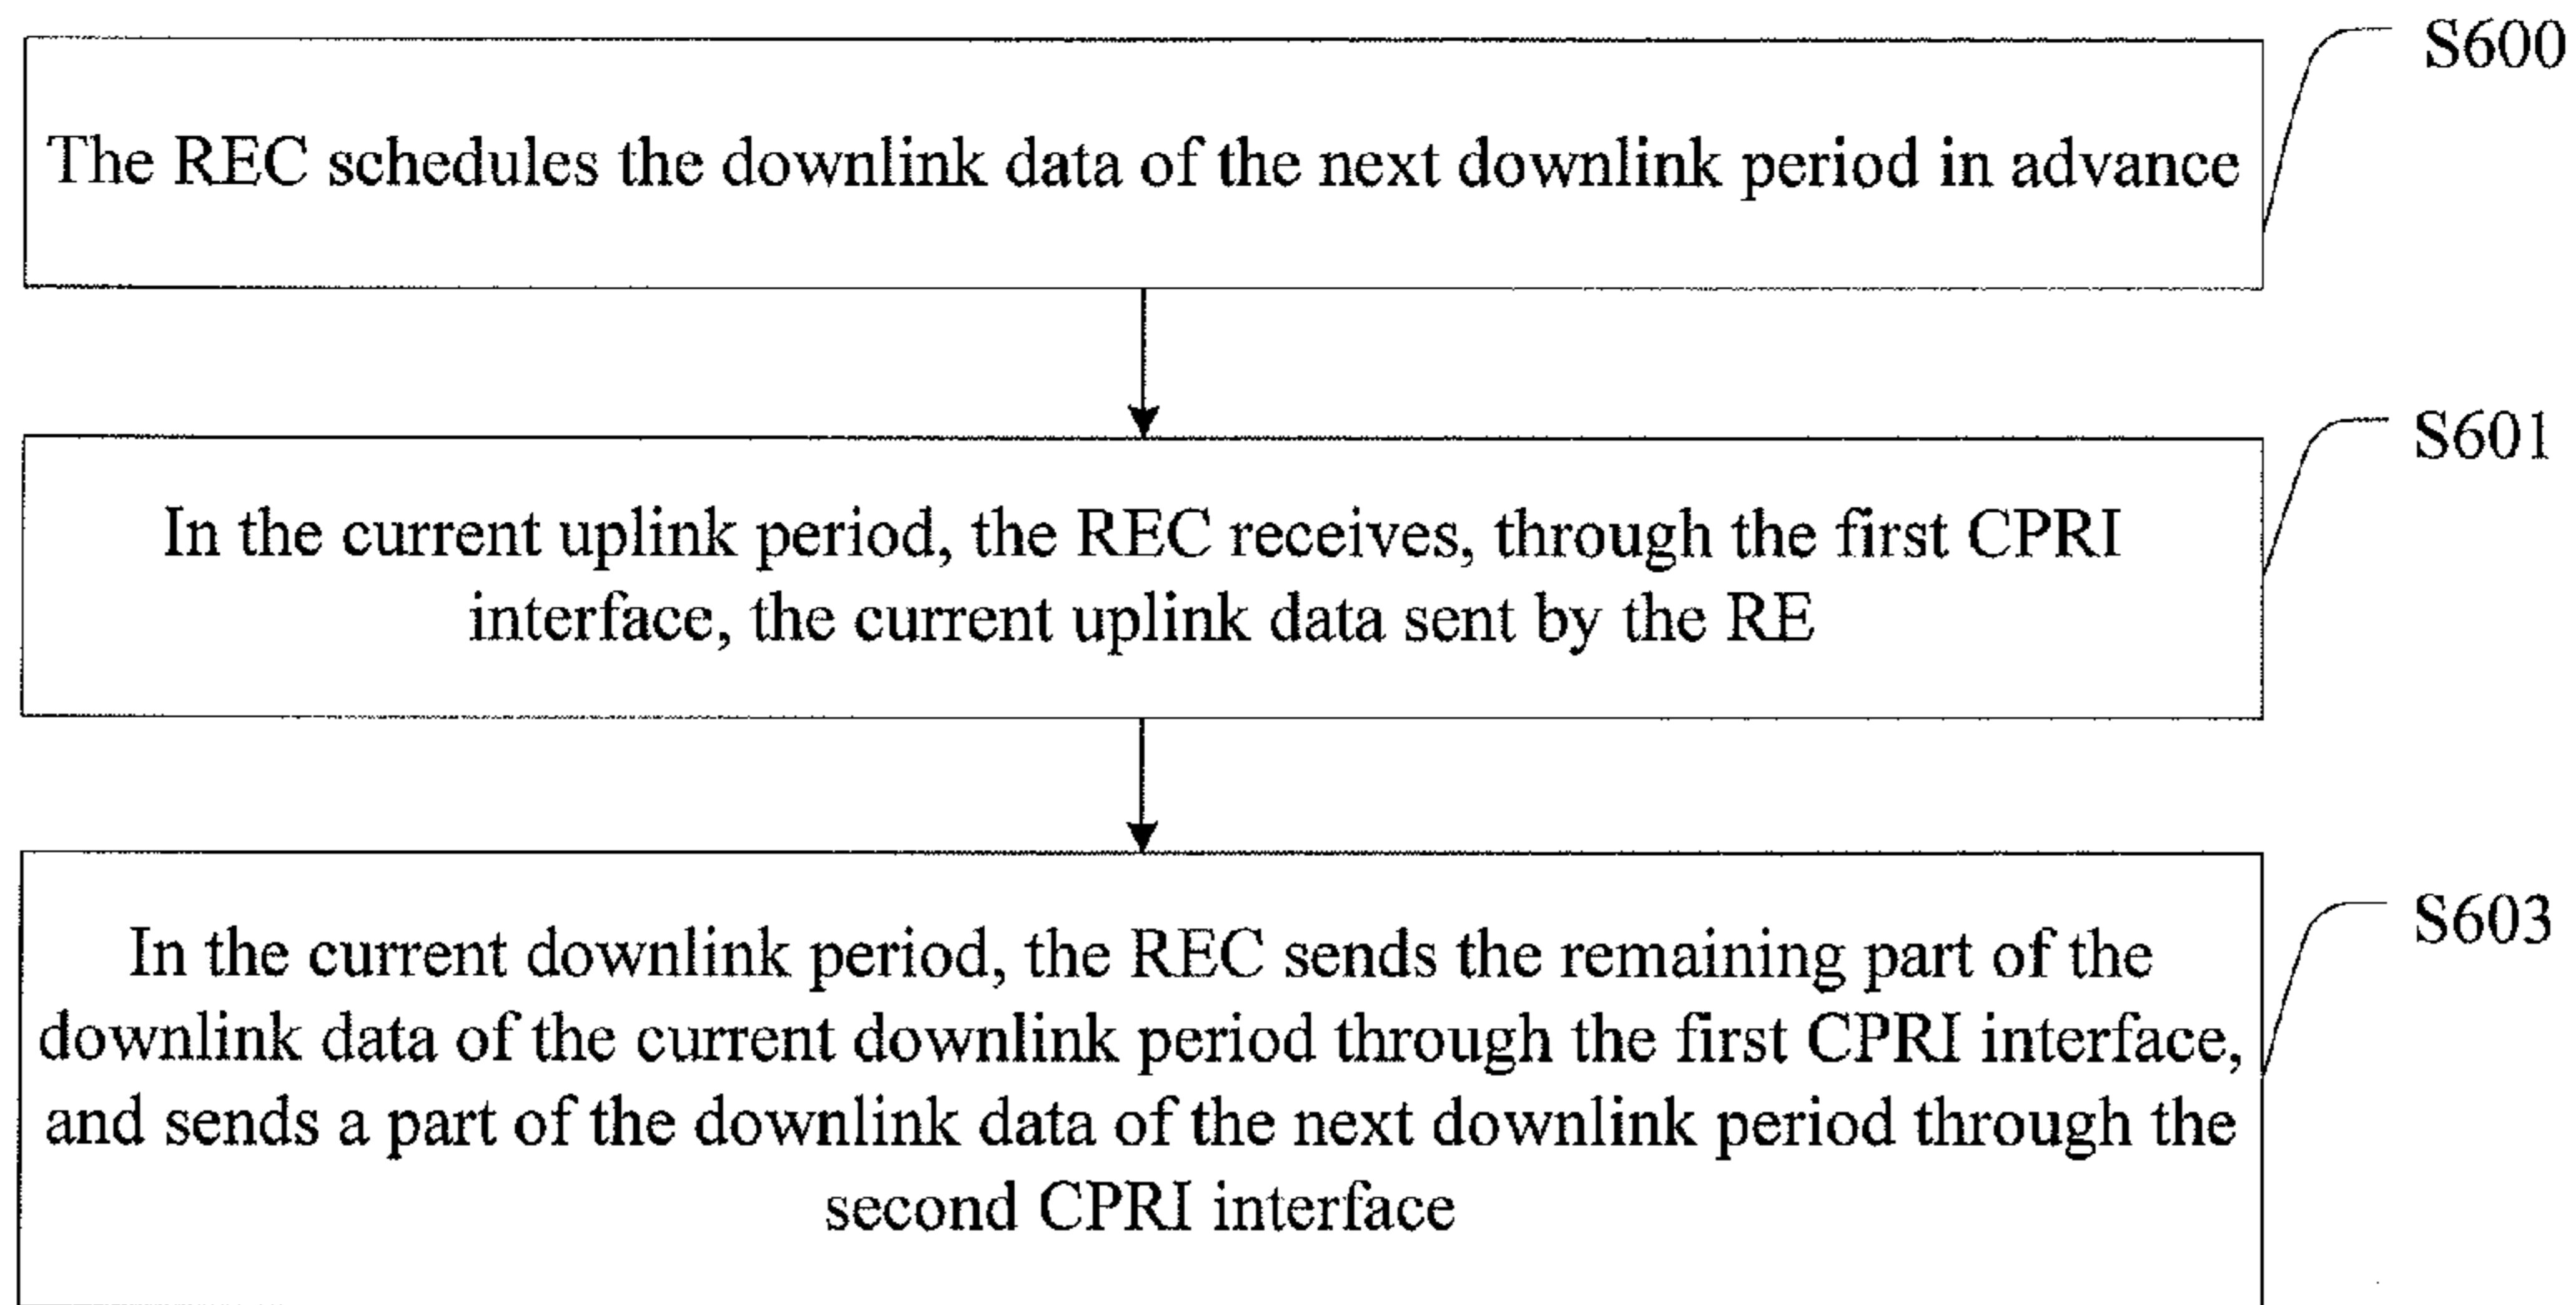 S600
The REC schedules the downlink data of the next downlink period in advance
S601
In the current uplink period, the REC receives, through the first CPRI
interface, the current uplink data sent by the RE
S603
In the current downlink period, the REC sends the remaining part of the
downlink data of the current downlink period through the first CPRI interface,
and sends a part of the downlink data of the next downlink period through the
second CPRI interface